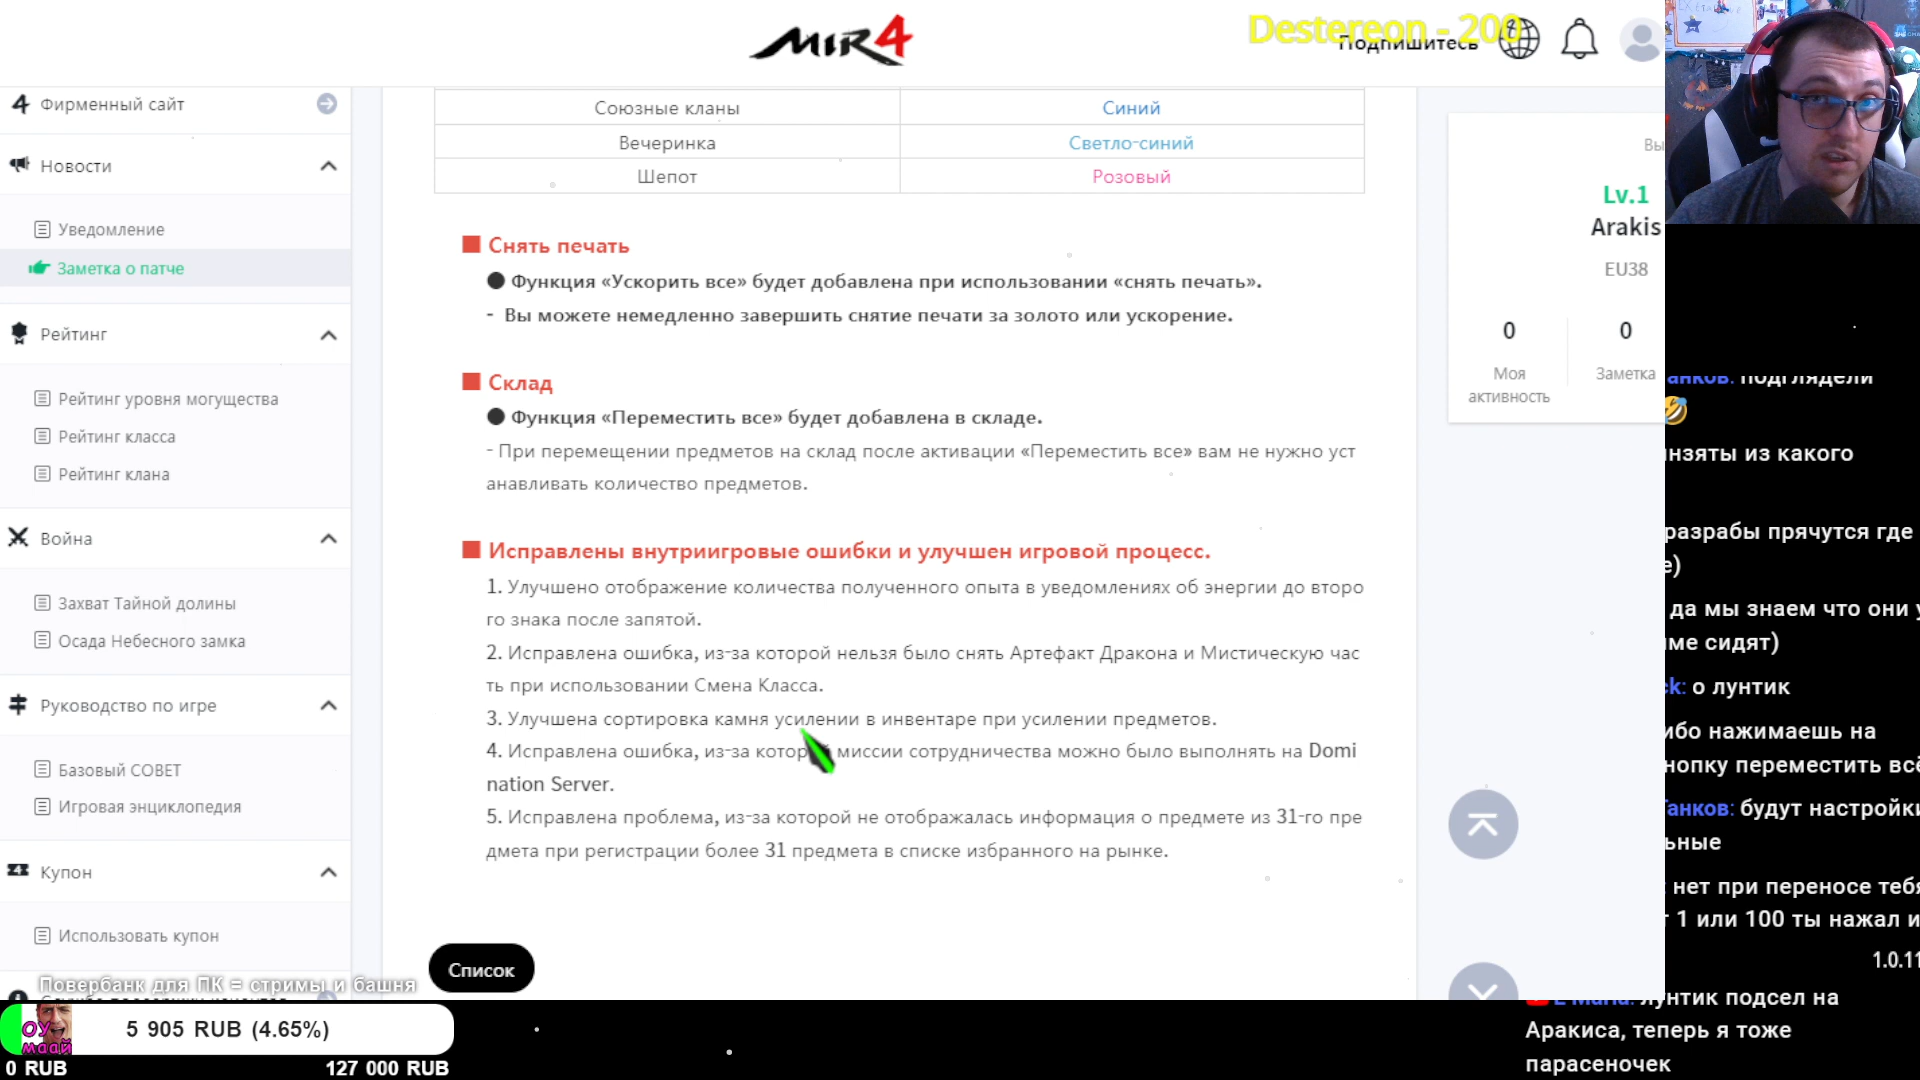 MIR4
Destereon - 200
Подпишитесь
Фирменный сайт
Новости
Уведомление
Заметка о патче
Рейтинг
Рейтинг уровня могущества
Рейтинг класса
Рейтинг клана
Война
Захват Тайной долины
Осада Небесного замка
Руководство по игре
Базовый СОВЕТ
Игровая энциклопедия
Купон
Использовать купон
Союзные кланы Синий
Вечеринка Светло-синий
Шепот Розовый
Снять печать
● Функция «Ускорить все» будет добавлена при использовании «снять печать».
- Вы можете немедленно завершить снятие печати за золото или ускорение.
Склад
● Функция «Переместить все» будет добавлена в складе.
- При перемещении предметов на склад после активации «Переместить все» вам не нужно уст
анавливать количество предметов.
Исправлены внутриигровые ошибки и улучшен игровой процесс.
1. Улучшено отображение количества полученного опыта в уведомлениях об энергии до второ
го знака после запятой.
2. Исправлена ошибка, из-за которой нельзя было снять Артефакт Дракона и Мистическую час
ть при использовании Смена Класса.
3. Улучшена сортировка камня усилении в инвентаре при усилении предметов.
4. Исправлена ошибка, из-за которой миссии сотрудничества можно было выполнять на Domi
nation Server.
5. Исправлена проблема, из-за которой не отображалась информация о предмете из 31-го пре
дмета при регистрации более 31 предмета в списке избранного на рынке.
Список
Вы
Lv.1
Arakis
EU38
0 0
Моя активность Заметка
анков: подглядели
инзяты из какого
разрабы прячутся где
е)
да мы знаем что они у
ме сидят)
ck: о лунтик
ибо нажимаешь на
нопку переместить всё
Танков: будут настройки
ьные
: нет при переносе тебя
т 1 или 100 ты нажал и
1.0.11
E Maria: лунтик подсел на
Аракиса, теперь я тоже
парасеночек
Повербанк для ПК = стримы и башня
ОУ
маай
5 905 RUB (4.65%)
0 RUB 127 000 RUB